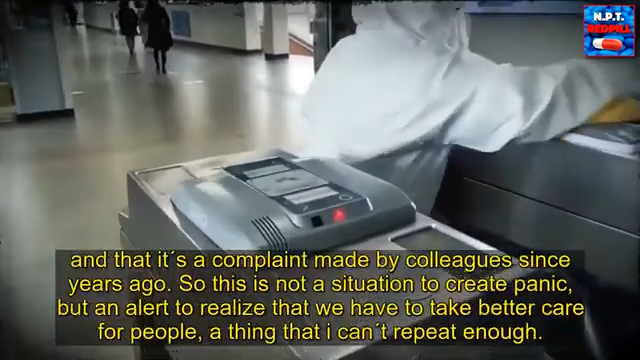 N.P.T.
REDPILL
and that it´s a complaint made by colleagues since
years ago. So this is not a situation to create panic,
but an alert to realize that we have to take better care
for people, a thing that i can´t repeat enough.